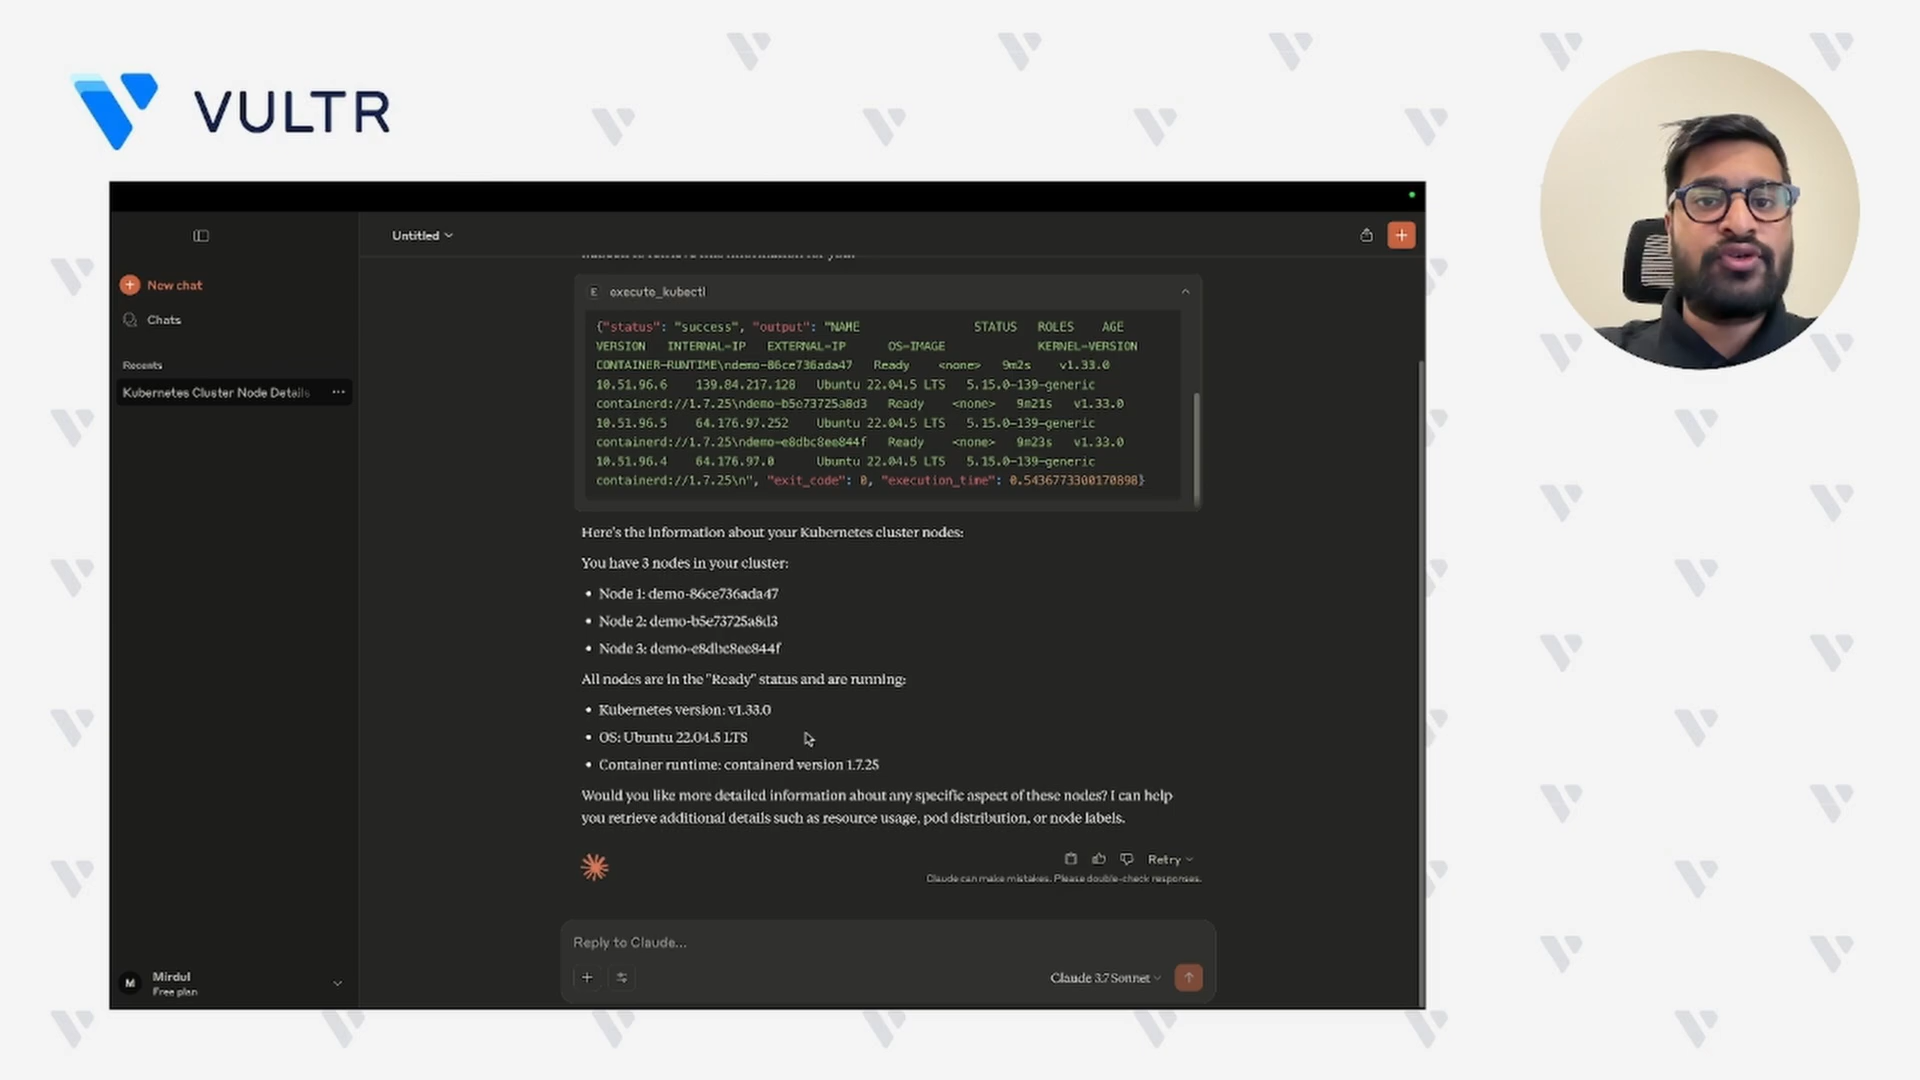 VULTR
Untitled
New chat
Chats
Recents
Kubernetes Cluster Node Details
execute_kubectl
{"status": "success", "output": "NAME STATUS ROLES AGE
VERSION INTERNAL-IP EXTERNAL-IP OS-IMAGE KERNEL-VERSION
CONTAINER-RUNTIME\ndemo-86ce736ada47 Ready <none> 9m2s v1.33.0
10.51.96.6 139.84.217.128 Ubuntu 22.04.5 LTS 5.15.0-139-generic
containerd://1.7.25\ndemo-b5e73725a8d3 Ready <none> 9m21s v1.33.0
10.51.96.5 64.176.97.252 Ubuntu 22.04.5 LTS 5.15.0-139-generic
containerd://1.7.25\ndemo-e8dbc8ee844f Ready <none> 9m23s v1.33.0
10.51.96.4 64.176.97.0 Ubuntu 22.04.5 LTS 5.15.0-139-generic
containerd://1.7.25\n", "exit_code": 0, "execution_time": 0.5436773300170898}
Here's the information about your Kubernetes cluster nodes:
You have 3 nodes in your cluster:
• Node 1: demo-86ce736ada47
• Node 2: demo-b5e73725a8d3
• Node 3: demo-e8dbc8ee844f
All nodes are in the "Ready" status and are running:
• Kubernetes version: v1.33.0
• OS: Ubuntu 22.04.5 LTS
• Container runtime: containerd version 1.7.25
Would you like more detailed information about any specific aspect of these nodes? I can help
you retrieve additional details such as resource usage, pod distribution, or node labels.
Retry
Claude can make mistakes. Please double-check responses.
Reply to Claude...
Claude 3.7 Sonnet
M
Mirdul
Free plan